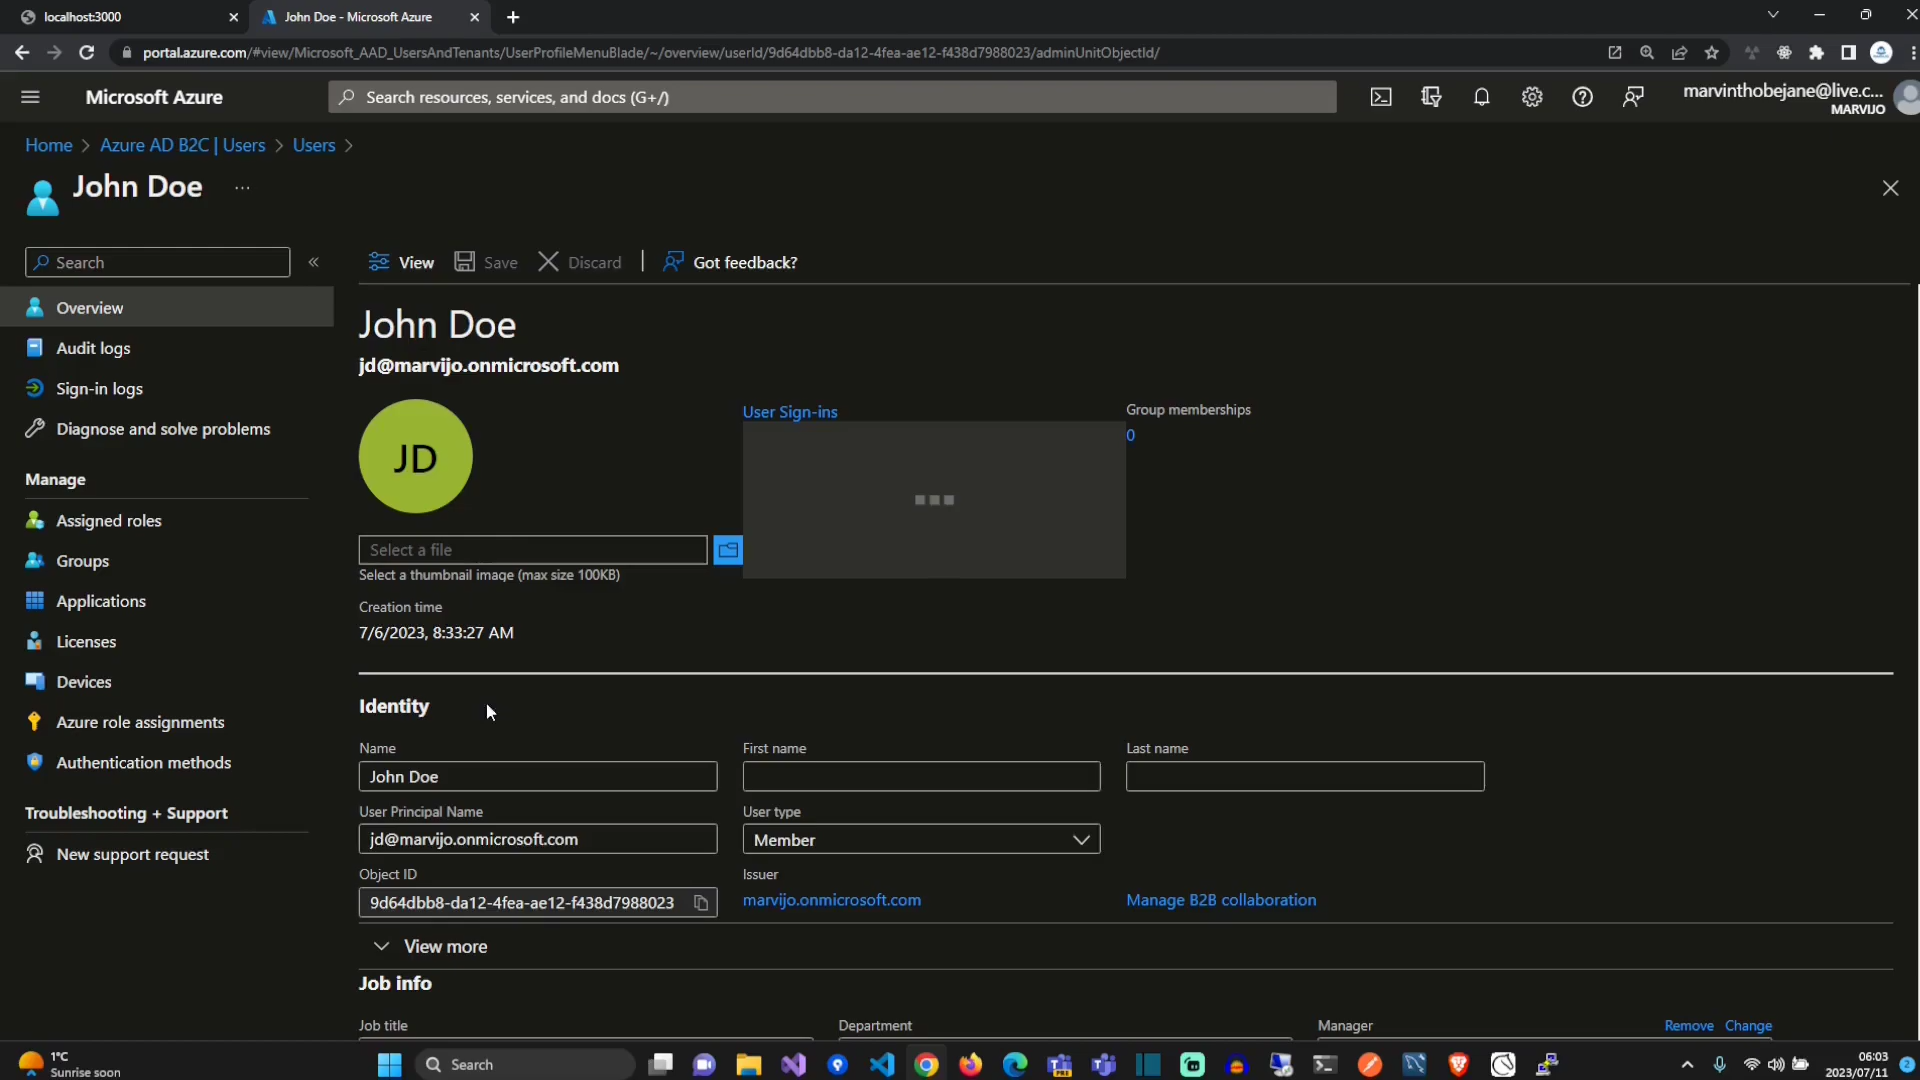 localhost:3000
John Doe - Microsoft Azure
portal.azure.com/#view/Microsoft_AAD_UsersAndTenants/UserProfileMenuBlade/~/overview/userId/9d64dbb8-da12-4fea-ae12-f438d7988023/adminUnitObjectId/
Microsoft Azure
Search resources, services, and docs (G+/)
marvinthobejane@live.c...
MARVIJO
Home > Azure AD B2C | Users > Users >
John Doe ...
Search «
View Save Discard | Got feedback?
Overview
Audit logs
Sign-in logs
Diagnose and solve problems
Manage
Assigned roles
Groups
Applications
Licenses
Devices
Azure role assignments
Authentication methods
Troubleshooting + Support
New support request
John Doe
jd@marvijo.onmicrosoft.com
JD
User Sign-ins
Group memberships
0
Select a file
Select a thumbnail image (max size 100KB)
Creation time
7/6/2023, 8:33:27 AM
Identity
Name First name Last name
John Doe
User Principal Name User type
jd@marvijo.onmicrosoft.com Member
Object ID Issuer
9d64dbb8-da12-4fea-ae12-f438d7988023 marvijo.onmicrosoft.com Manage B2B collaboration
View more
Job info
Job title Department Manager Remove Change
1°C
Sunrise soon
Search
PRE
06:03
2023/07/11
2